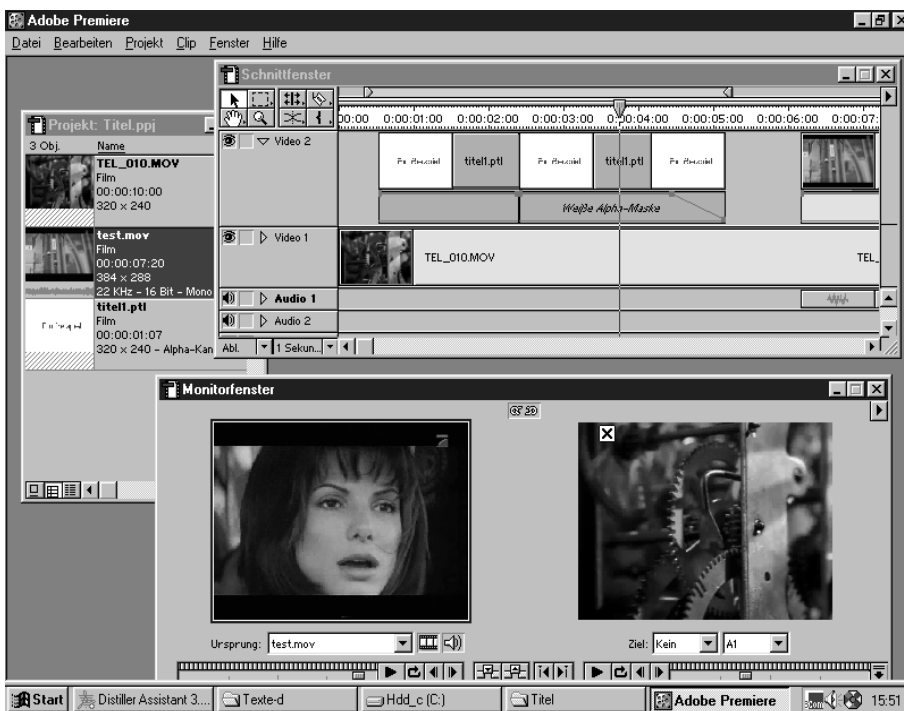 Adobe Premiere
Datei Bearbeiten Projekt Clip Fenster Hilfe
Schnittfenster
00:00 0:00:01:00 0:00:02:00 0:00:03:00 0:00:04:00 0:00:05:00 0:00:06:00 0:00:07:
Video 2
titel1.ptl titel1.ptl
Weiße Alpha-Maske
Video 1
TEL_010.MOV TEL_
Audio 1
Audio 2
Abl. 1 Sekun...
Projekt: Titel.ppj
3 Obj. Name
TEL_010.MOV
Film
00:00:10:00
320 × 240
test.mov
Film
00:00:07:20
384 × 288
22 KHz - 16 Bit - Mono
titel1.ptl
Film
00:00:01:07
320 × 240 - Alpha-Kan
Monitorfenster
Ursprung: test.mov
Ziel: Kein A1
Start Distiller Assistant 3.... Texte-d Hdd_c (C:) Titel Adobe Premiere 3Com 15:51